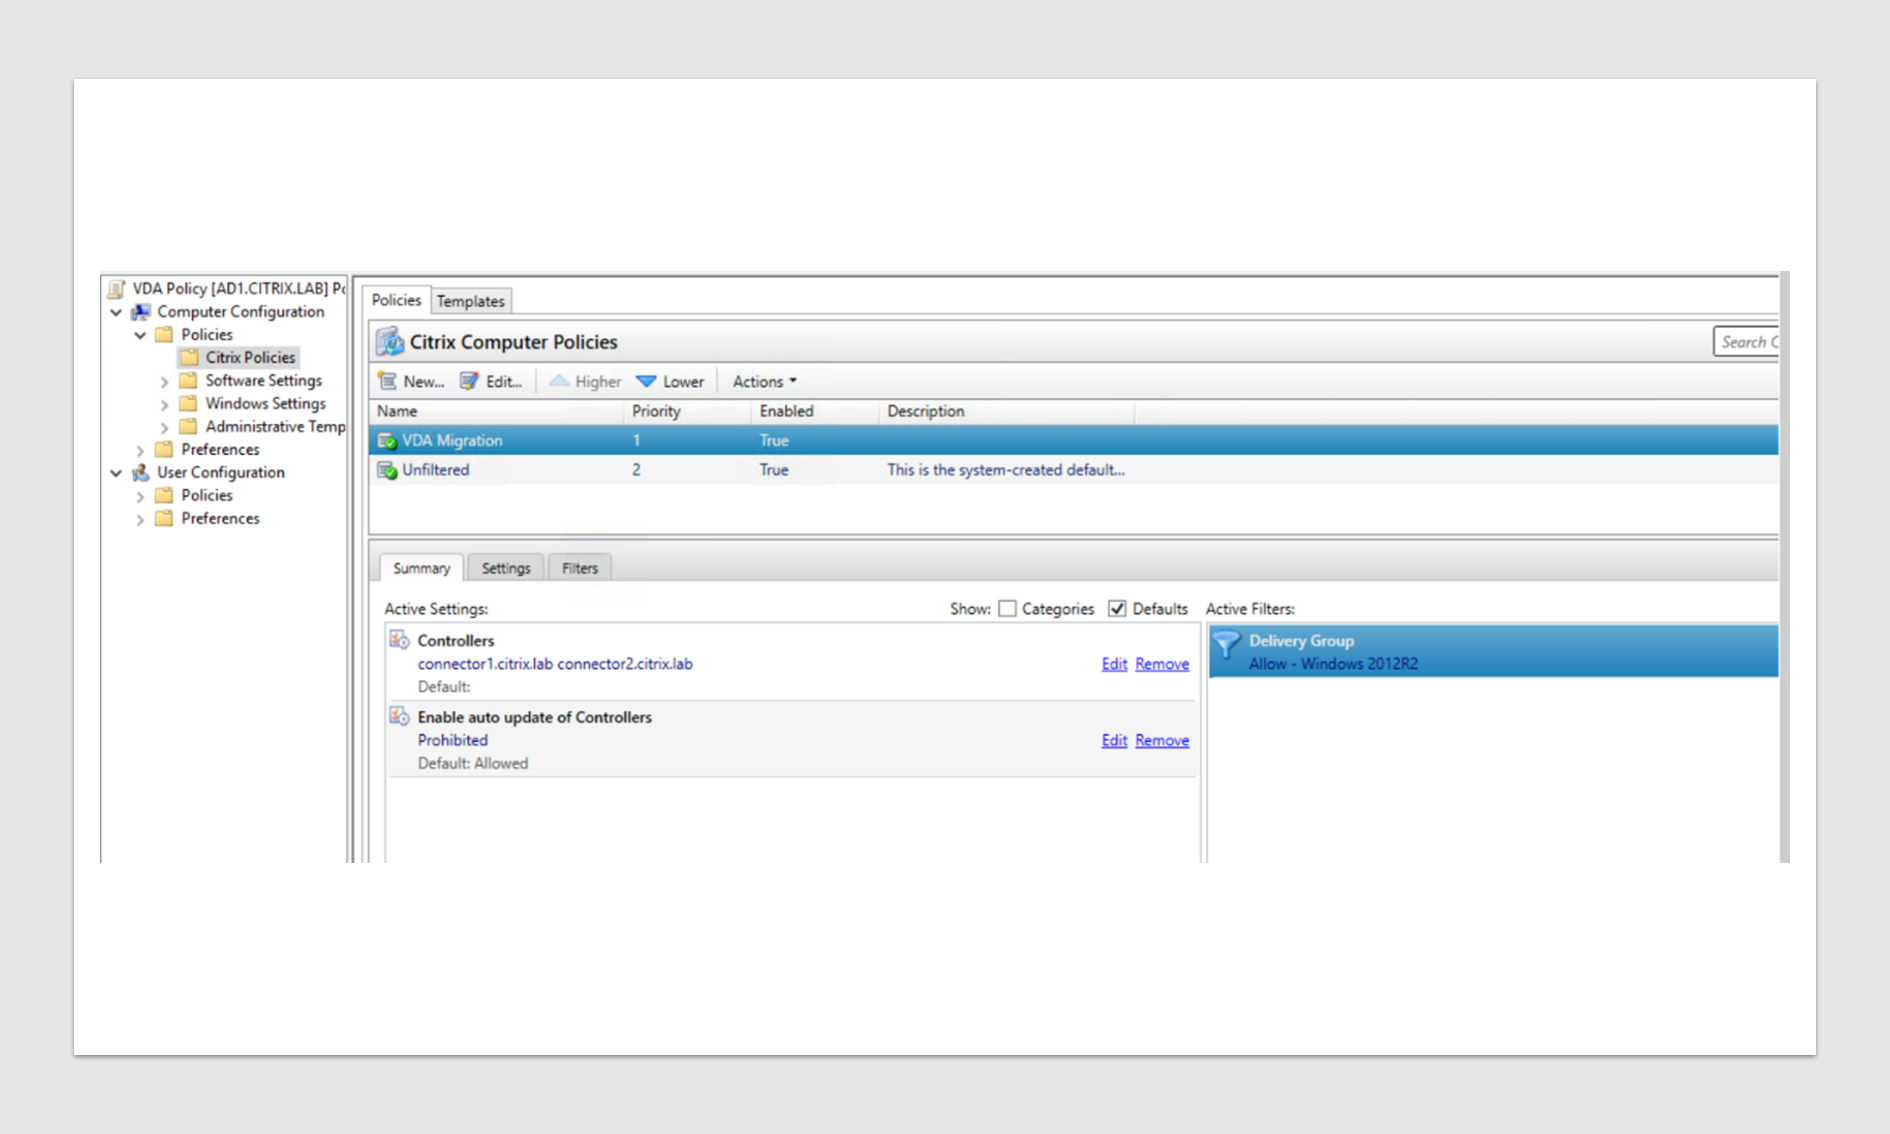 VDA Policy [AD1.CITRIX.LAB]
Computer Configuration
Policies
Citrix Policies
Software Settings
Windows Settings
Administrative Temp
Preferences
User Configuration
Policies
Preferences
Policies
Templates
Citrix Computer Policies
Search C
New...
Edit...
Higher
Lower
Actions
Name Priority Enabled Description
VDA Migration 1 True
Unfiltered 2 True This is the system-created default...
Summary
Settings
Filters
Active Settings:
Show: Categories Defaults
Controllers
connector1.citrix.lab connector2.citrix.lab
Edit Remove
Default:
Enable auto update of Controllers
Prohibited
Edit Remove
Default: Allowed
Active Filters:
Delivery Group
Allow - Windows 2012R2